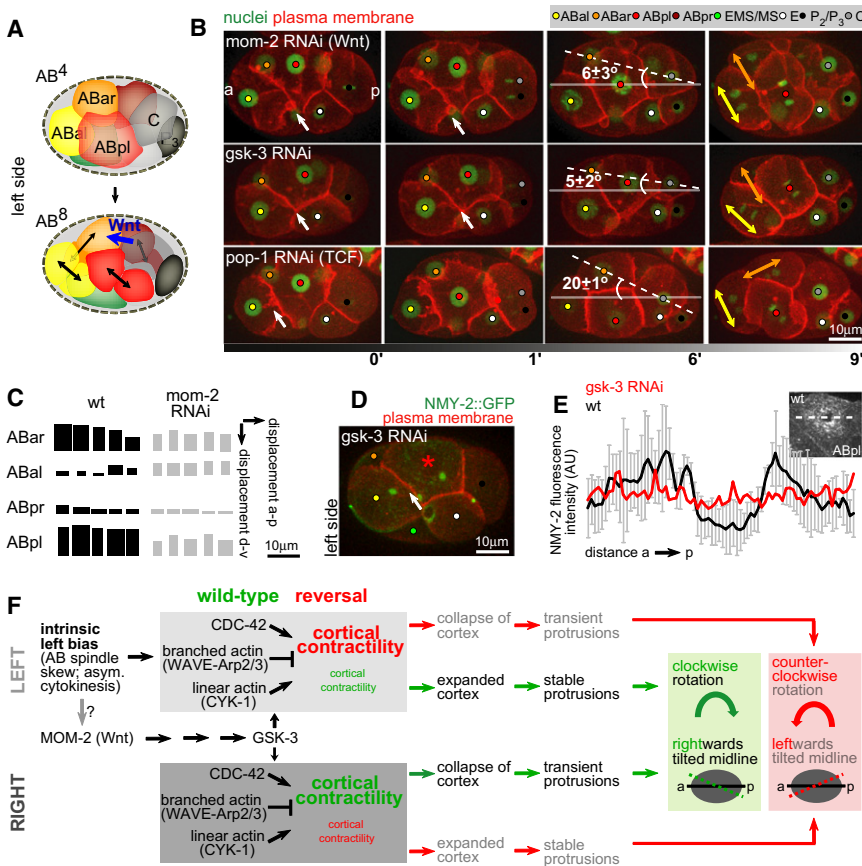 nuclei plasma membrane
ABal ABar ABpl ABpr EMS/MS E P2/P3 C
A
B
AB4
ABar
C
ABal
P3
ABpl
left side
Wnt
AB8
mom-2 RNAi (Wnt)
a
p
6±3º
gsk-3 RNAi
5±2º
pop-1 RNAi (TCF)
20±1º
10µm
0'
1'
6'
9'
C
wt
mom-2
RNAi
ABar
ABal
ABpr
ABpl
displacement a-p
displacement d-v
10µm
D
NMY-2::GFP
plasma membrane
gsk-3 RNAi
*
left side
10µm
E
gsk-3 RNAi
wt
wt
ABpl
NMY-2 fluorescence
intensity (AU)
distance a p
F
wild-type reversal
LEFT
intrinsic
left bias
(AB spindle
skew; asym.
cytokinesis)
?
MOM-2 (Wnt)
GSK-3
CDC-42
branched actin
(WAVE-Arp2/3)
linear actin
(CYK-1)
cortical
contractility
cortical
contractility
collapse of
cortex
transient
protrusions
expanded
cortex
stable
protrusions
clockwise
rotation
rightwards
tilted midline
a p
counter-
clockwise
rotation
leftwards
tilted midline
a p
RIGHT
CDC-42
branched actin
(WAVE-Arp2/3)
linear actin
(CYK-1)
cortical
contractility
cortical
contractility
collapse of
cortex
transient
protrusions
expanded
cortex
stable
protrusions